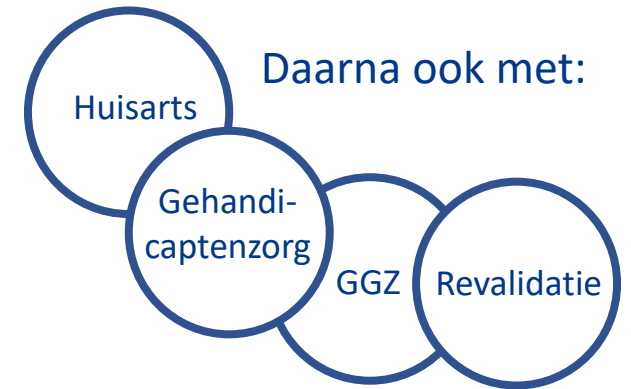 Daarna ook met:
Huisarts
Gehandi-
captenzorg
GGZ
Revalidatie